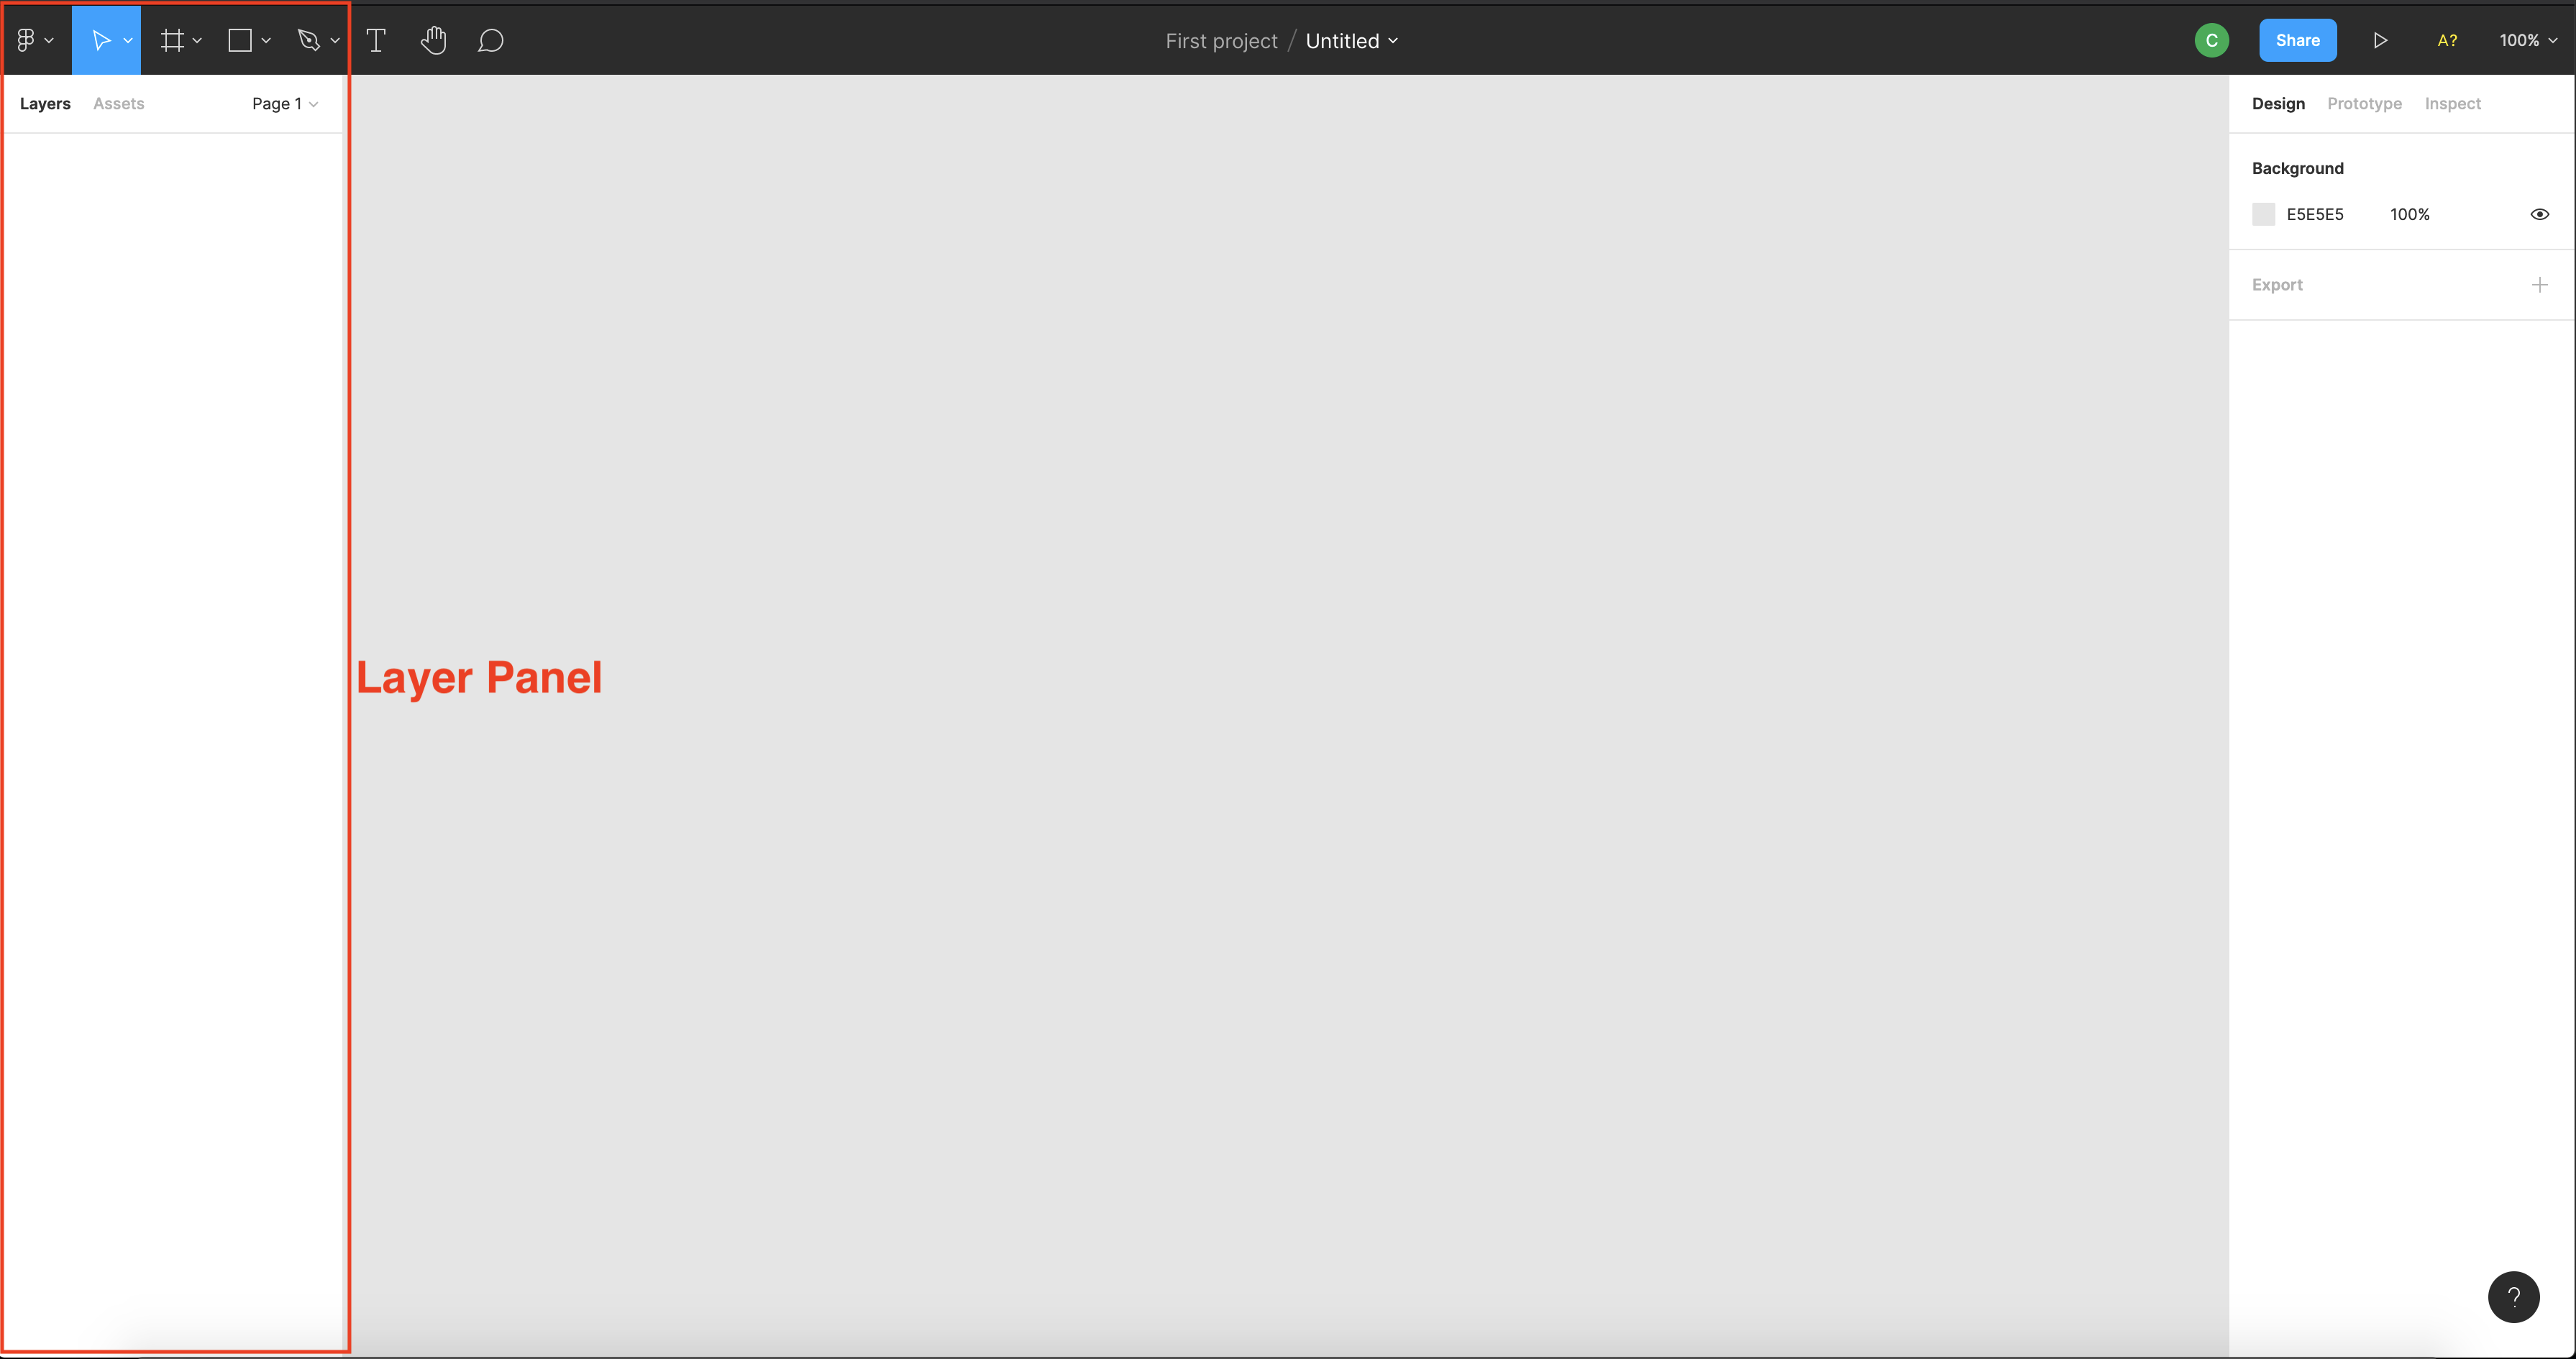 First project / Untitled
C
Share
A?
100%
Layers Assets Page 1
Design Prototype Inspect
Background
E5E5E5 100%
Export
Layer Panel
?